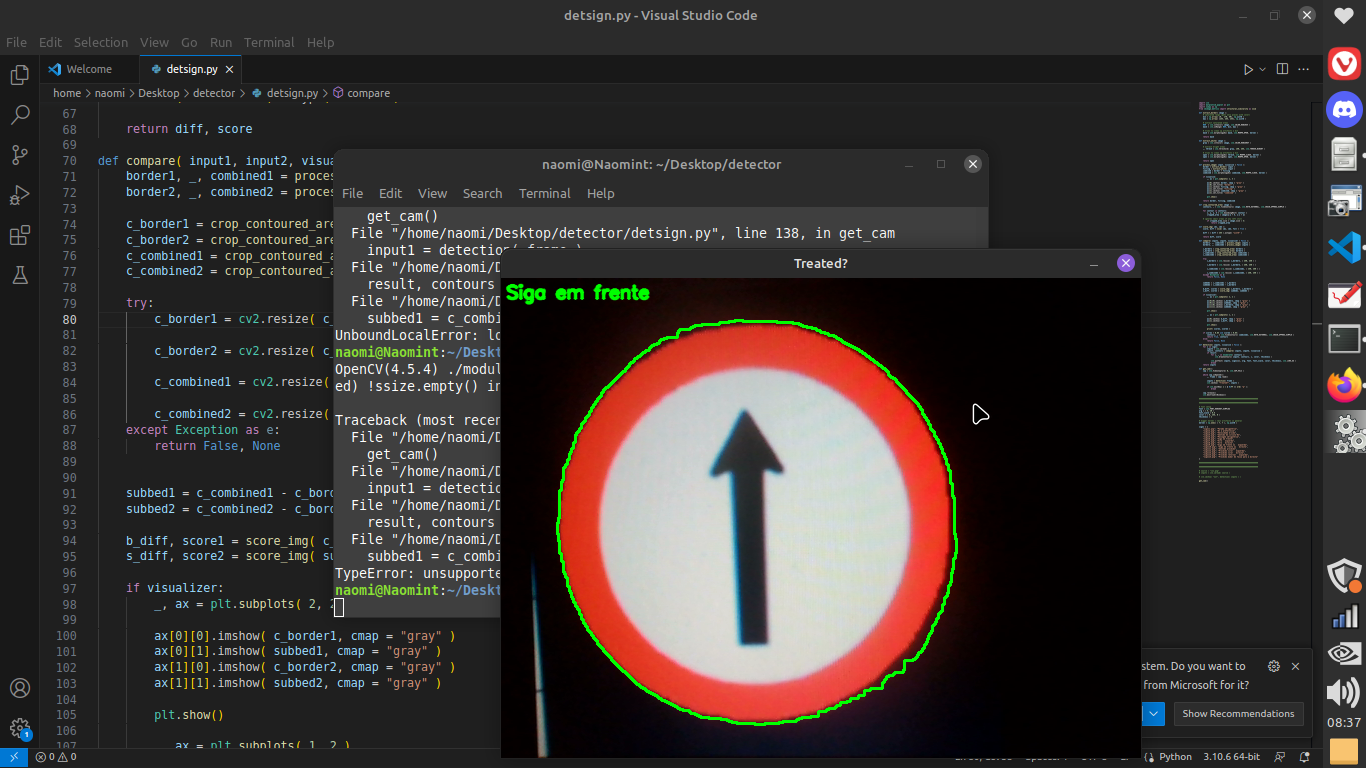 detsign.py - Visual Studio Code
File Edit Selection View Go Run Terminal Help
Welcome
detsign.py
home > naomi > Desktop > detector > detsign.py > compare
67
68 return diff, score
69
70 def compare( input1, input2, visua
71 border1, _, combined1 = proces
72 border2, _, combined2 = proces
73
74 c_border1 = crop_contoured_are
75 c_border2 = crop_contoured_are
76 c_combined1 = crop_contoured_are
77 c_combined2 = crop_contoured_are
78
79 try:
80 c_border1 = cv2.resize( c_
81
82 c_border2 = cv2.resize( c_
83
84 c_combined1 = cv2.resize(
85
86 c_combined2 = cv2.resize(
87 except Exception as e:
88 return False, None
89
90
91 subbed1 = c_combined1 - c_bord
92 subbed2 = c_combined2 - c_bord
93
94 b_diff, score1 = score_img( c_
95 s_diff, score2 = score_img( su
96
97 if visualizer:
98 _, ax = plt.subplots( 2, 2
99
100 ax[0][0].imshow( c_border1, cmap = "gray" )
101 ax[0][1].imshow( subbed1, cmap = "gray" )
102 ax[1][0].imshow( c_border2, cmap = "gray" )
103 ax[1][1].imshow( subbed2, cmap = "gray" )
104
105 plt.show()
106
107 _, ax = plt.subplots( 1, 2 )
naomi@Naomint: ~/Desktop/detector
File Edit View Search Terminal Help
get_cam()
File "/home/naomi/Desktop/detector/detsign.py", line 138, in get_cam
input1 = detection( frame )
File "/home/naomi/D
result, contours
File "/home/naomi/D
subbed1 = c_combi
UnboundLocalError: lo
naomi@Naomint:~/Deskt
OpenCV(4.5.4) ./modul
ed) !ssize.empty() in
Traceback (most recen
File "/home/naomi/D
get_cam()
File "/home/naomi/D
input1 = detectio
File "/home/naomi/D
result, contours
File "/home/naomi/D
subbed1 = c_combi
TypeError: unsupporte
naomi@Naomint:~/Deskt
Treated?
Siga em frente
stem. Do you want to
from Microsoft for it?
Show Recommendations
0 0
Python 3.10.6 64-bit
1
08:37